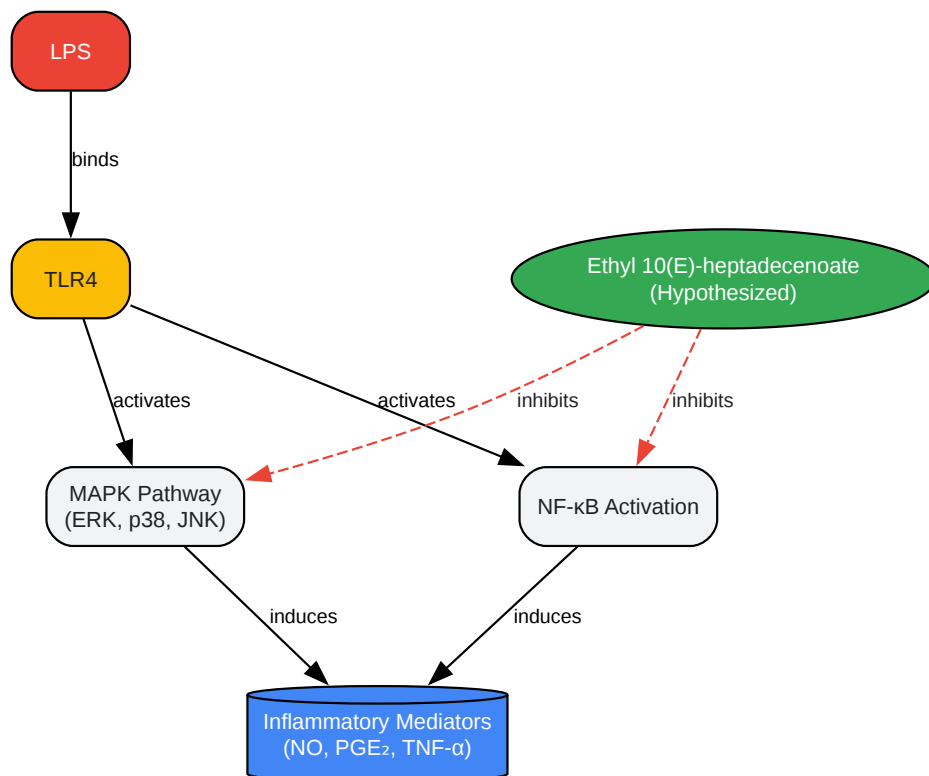 LPS
binds
TLR4
Ethyl 10(E)-heptadecenoate
(Hypothesized)
activates
activates
inhibits
inhibits
MAPK Pathway
(ERK, p38, JNK)
NF-κB Activation
induces
induces
Inflammatory Mediators
(NO, PGE₂, TNF-α)